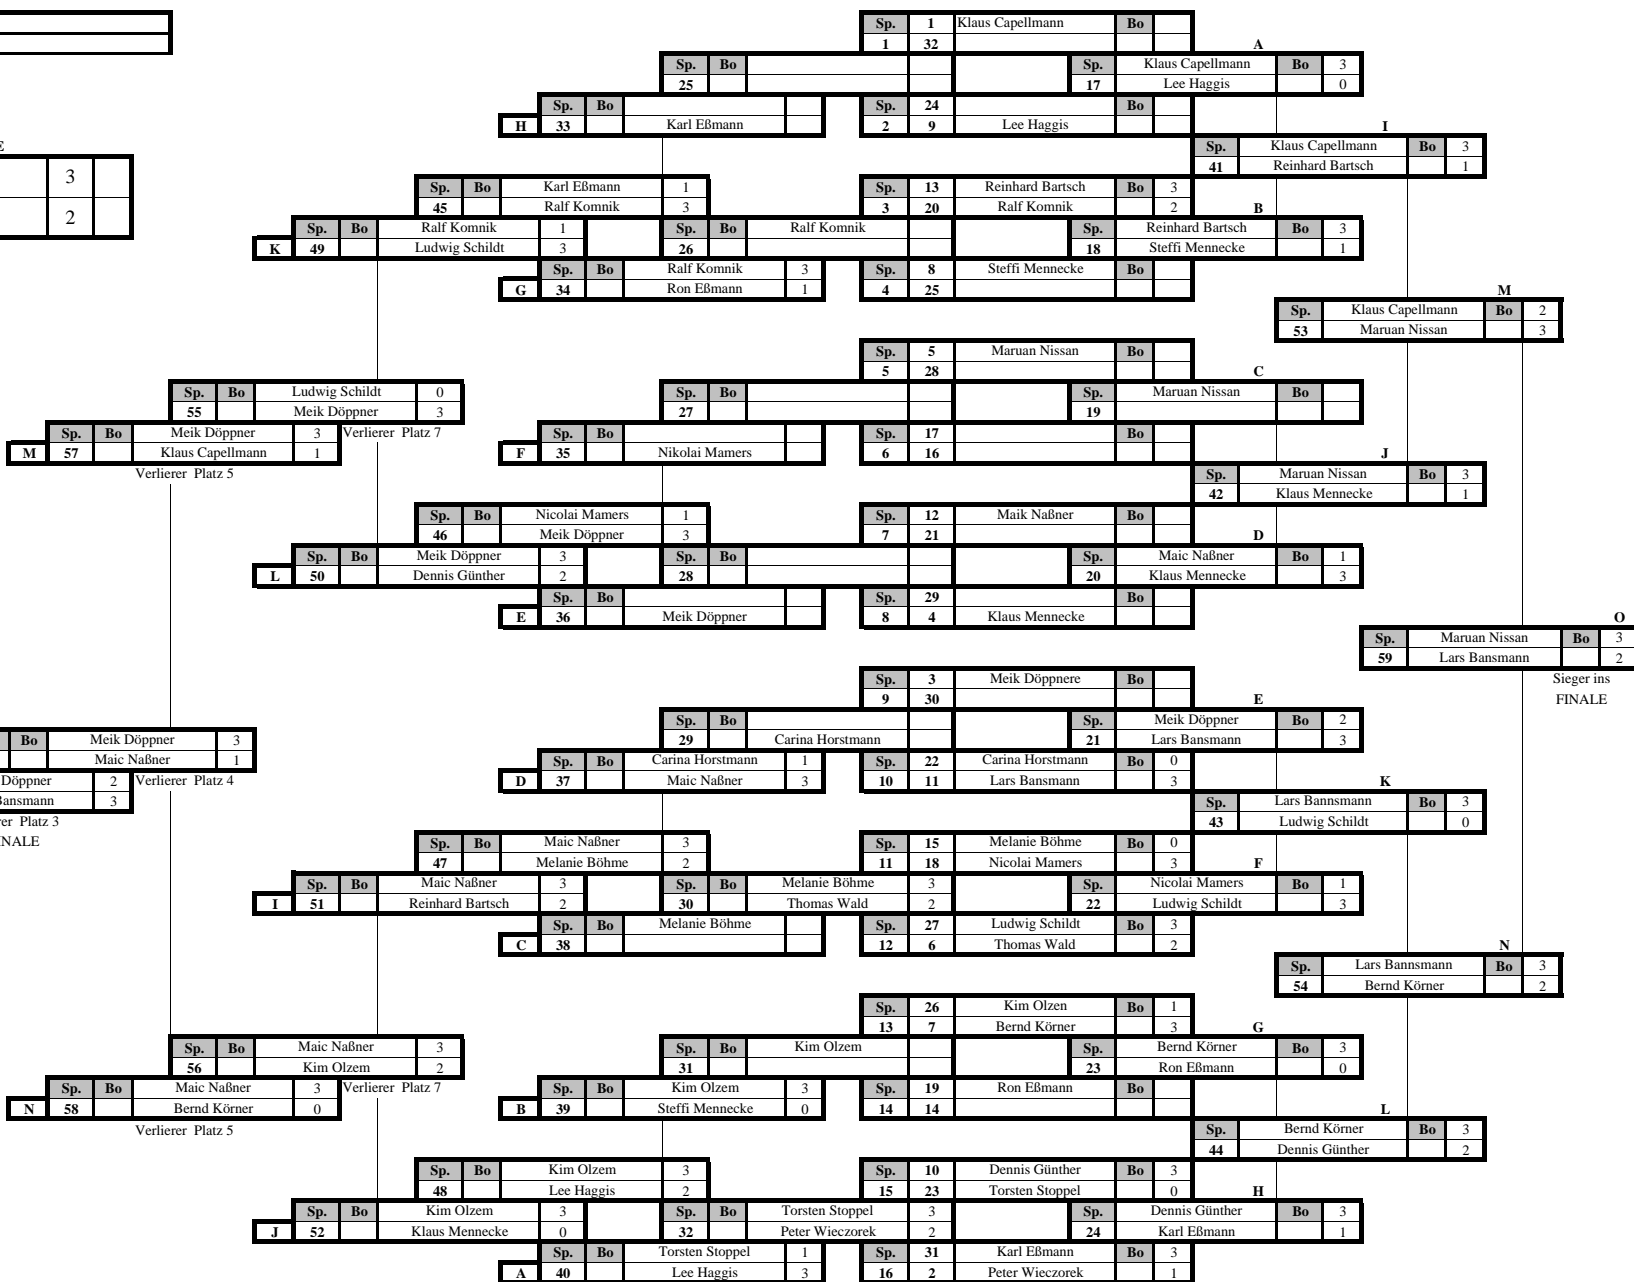 Sp. 1 Klaus Capellmann Bo
1 32 A
Sp. Bo Sp. Klaus Capellmann Bo 3
25 17 Lee Haggis 0
Sp. Bo Sp. 24 Bo
H 33 Karl Eßmann 2 9 Lee Haggis I
Sp. Klaus Capellmann Bo 3
3 41 Reinhard Bartsch 1
Sp. Bo Karl Eßmann 1 Sp. 13 Reinhard Bartsch Bo 3
2 45 Ralf Komnik 3 3 20 Ralf Komnik 2 B
Sp. Bo Ralf Komnik 1 Sp. Bo Ralf Komnik Sp. Reinhard Bartsch Bo 3
K 49 Ludwig Schildt 3 26 18 Steffi Mennecke 1
Sp. Bo Ralf Komnik 3 Sp. 8 Steffi Mennecke Bo
G 34 Ron Eßmann 1 4 25 M
Sp. Klaus Capellmann Bo 2
53 Maruan Nissan 3
Sp. 5 Maruan Nissan Bo
5 28 C
Sp. Bo Ludwig Schildt 0 Sp. Bo Sp. Maruan Nissan Bo
55 Meik Döppner 3 27 19
Sp. Bo Meik Döppner 3 Verlierer Platz 7 Sp. Bo Sp. 17 Bo
M 57 Klaus Capellmann 1 F 35 Nikolai Mamers 6 16 J
Verlierer Platz 5 Sp. Maruan Nissan Bo 3
42 Klaus Mennecke 1
Sp. Bo Nicolai Mamers 1 Sp. 12 Maik Naßner Bo
46 Meik Döppner 3 7 21 D
Sp. Bo Meik Döppner 3 Sp. Bo Sp. Maic Naßner Bo 1
L 50 Dennis Günther 2 28 20 Klaus Mennecke 3
Sp. Bo Sp. 29 Bo
E 36 Meik Döppner 8 4 Klaus Mennecke O
Sp. Maruan Nissan Bo 3
59 Lars Bansmann 2
Sp. 3 Meik Döppnere Bo Sieger ins
9 30 E FINALE
Sp. Bo Sp. Meik Döppner Bo 2
29 Carina Horstmann 21 Lars Bansmann 3
Bo Meik Döppner 3
Maic Naßner 1 Sp. Bo Carina Horstmann 1 Sp. 22 Carina Horstmann Bo 0
Döppner 2 Verlierer Platz 4 D 37 Maic Naßner 3 10 11 Lars Bansmann 3 K
3 Sp. Lars Bannsmann Bo 3
Platz 3 43 Ludwig Schildt 0
Sp. Bo Maic Naßner 3 Sp. 15 Melanie Böhme Bo 0
47 Melanie Böhme 2 11 18 Nicolai Mamers 3 F
Sp. Bo Maic Naßner 3 Sp. Bo Melanie Böhme 3 Sp. Nicolai Mamers Bo 1
I 51 Reinhard Bartsch 2 30 Thomas Wald 2 22 Ludwig Schildt 3
Sp. Bo Melanie Böhme Sp. 27 Ludwig Schildt Bo 3
C 38 12 6 Thomas Wald 2 N
Sp. Lars Bannsmann Bo 3
54 Bernd Körner 2
Sp. 26 Kim Olzen Bo 1
13 7 Bernd Körner 3 G
Sp. Bo Maic Naßner 3 Sp. Bo Kim Olzem Sp. Bernd Körner Bo 3
56 Kim Olzem 2 31 23 Ron Eßmann 0
Sp. Bo Maic Naßner 3 Verlierer Platz 7 Sp. Bo Kim Olzem 3 Sp. 19 Ron Eßmann Bo
N 58 Bernd Körner 0 B 39 Steffi Mennecke 0 14 14 L
Verlierer Platz 5 Sp. Bernd Körner Bo 3
44 Dennis Günther 2
Sp. Bo Kim Olzem 3 Sp. 10 Dennis Günther Bo 3
48 Lee Haggis 2 15 23 Torsten Stoppel 0 H
Sp. Bo Kim Olzem 3 Sp. Bo Torsten Stoppel 3 Sp. Dennis Günther Bo 3
J 52 Klaus Mennecke 0 32 Peter Wieczorek 2 24 Karl Eßmann 1
Sp. Bo Torsten Stoppel 1 Sp. 31 Karl Eßmann Bo 3
A 40 Lee Haggis 3 16 2 Peter Wieczorek 1